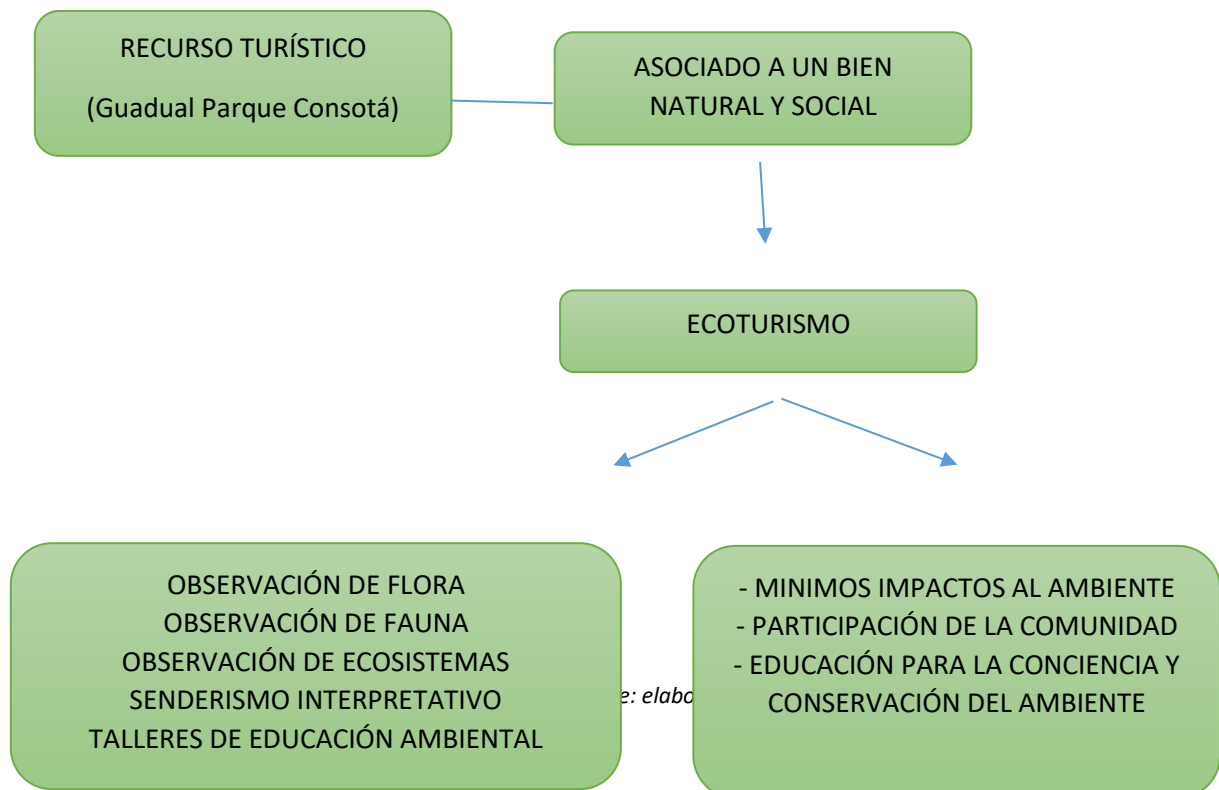 RECURSO TURÍSTICO
(Guadual Parque Consotá)
ASOCIADO A UN BIEN
NATURAL Y SOCIAL
ECOTURISMO
OBSERVACIÓN DE FLORA
OBSERVACIÓN DE FAUNA
OBSERVACIÓN DE ECOSISTEMAS
SENDERISMO INTERPRETATIVO
TALLERES DE EDUCACIÓN AMBIENTAL
- MINIMOS IMPACTOS AL AMBIENTE
- PARTICIPACIÓN DE LA COMUNIDAD
- EDUCACIÓN PARA LA CONCIENCIA Y
CONSERVACIÓN DEL AMBIENTE